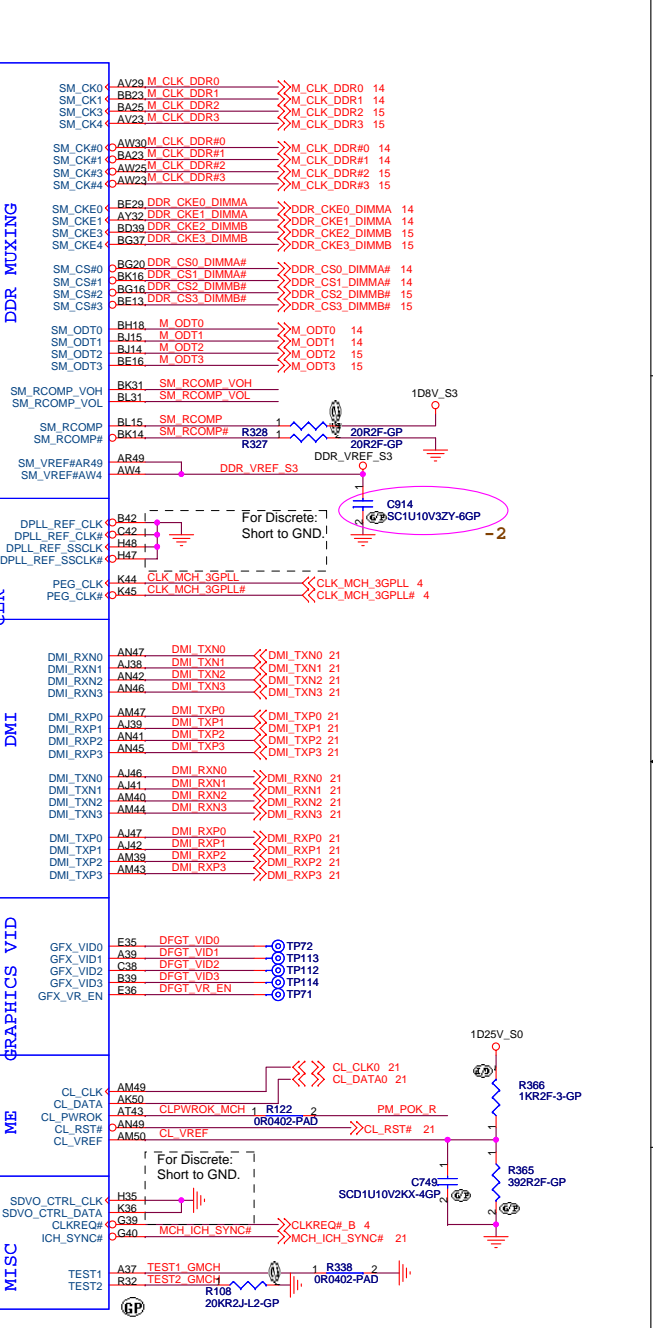 DDR MUXING
SM_CK0 AV29 M_CLK_DDR0 M_CLK_DDR0 14
SM_CK1 BB23 M_CLK_DDR1 M_CLK_DDR1 14
SM_CK3 BA25 M_CLK_DDR2 M_CLK_DDR2 15
SM_CK4 AV23 M_CLK_DDR3 M_CLK_DDR3 15
SM_CK#0 AW30 M_CLK_DDR#0 M_CLK_DDR#0 14
SM_CK#1 BA23 M_CLK_DDR#1 M_CLK_DDR#1 14
SM_CK#3 AW25 M_CLK_DDR#2 M_CLK_DDR#2 15
SM_CK#4 AW23 M_CLK_DDR#3 M_CLK_DDR#3 15
SM_CKE0 BE29 DDR_CKE0_DIMMA DDR_CKE0_DIMMA 14
SM_CKE1 AY32 DDR_CKE1_DIMMA DDR_CKE1_DIMMA 14
SM_CKE3 BD39 DDR_CKE2_DIMMB DDR_CKE2_DIMMB 15
SM_CKE4 BG37 DDR_CKE3_DIMMB DDR_CKE3_DIMMB 15
SM_CS#0 BG20 DDR_CS0_DIMMA# DDR_CS0_DIMMA# 14
SM_CS#1 BK16 DDR_CS1_DIMMA# DDR_CS1_DIMMA# 14
SM_CS#2 BG16 DDR_CS2_DIMMB# DDR_CS2_DIMMB# 15
SM_CS#3 BE13 DDR_CS3_DIMMB# DDR_CS3_DIMMB# 15
SM_ODT0 BH18 M_ODT0 M_ODT0 14
SM_ODT1 BJ15 M_ODT1 M_ODT1 14
SM_ODT2 BJ14 M_ODT2 M_ODT2 15
SM_ODT3 BE16 M_ODT3 M_ODT3 15
SM_RCOMP_VOH BK31 SM_RCOMP_VOH
SM_RCOMP_VOL BL31 SM_RCOMP_VOL
1D8V_S3
SM_RCOMP BL15 SM_RCOMP 1 R328 20R2F-GP
SM_RCOMP# BK14 SM_RCOMP# 1 R327 20R2F-GP
SM_VREF#AR49 AR49
SM_VREF#AW4 AW4 DDR_VREF_S3
DDR_VREF_S3
1 2 C914
SC1U10V3ZY-6GP
-2
DPLL_REF_CLK B42
DPLL_REF_CLK# C42
DPLL_REF_SSCLK H48
DPLL_REF_SSCLK# H47
For Discrete:
Short to GND.
PEG_CLK K44 CLK_MCH_3GPLL CLK_MCH_3GPLL 4
PEG_CLK# K45 CLK_MCH_3GPLL# CLK_MCH_3GPLL# 4
DMI
DMI_RXN0 AN47 DMI_TXN0 DMI_TXN0 21
DMI_RXN1 AJ38 DMI_TXN1 DMI_TXN1 21
DMI_RXN2 AN42 DMI_TXN2 DMI_TXN2 21
DMI_RXN3 AN46 DMI_TXN3 DMI_TXN3 21
DMI_RXP0 AM47 DMI_TXP0 DMI_TXP0 21
DMI_RXP1 AJ39 DMI_TXP1 DMI_TXP1 21
DMI_RXP2 AN41 DMI_TXP2 DMI_TXP2 21
DMI_RXP3 AN45 DMI_TXP3 DMI_TXP3 21
DMI_TXN0 AJ46 DMI_RXN0 DMI_RXN0 21
DMI_TXN1 AJ41 DMI_RXN1 DMI_RXN1 21
DMI_TXN2 AM40 DMI_RXN2 DMI_RXN2 21
DMI_TXN3 AM44 DMI_RXN3 DMI_RXN3 21
DMI_TXP0 AJ47 DMI_RXP0 DMI_RXP0 21
DMI_TXP1 AJ42 DMI_RXP1 DMI_RXP1 21
DMI_TXP2 AM39 DMI_RXP2 DMI_RXP2 21
DMI_TXP3 AM43 DMI_RXP3 DMI_RXP3 21
GRAPHICS VID
GFX_VID0 E35 DFGT_VID0 TP72
GFX_VID1 A39 DFGT_VID1 TP113
GFX_VID2 C38 DFGT_VID2 TP112
GFX_VID3 B39 DFGT_VID3 TP114
GFX_VR_EN E36 DFGT_VR_EN TP71
ME
CL_CLK AM49 CL_CLK0 21
CL_DATA AK50 CL_DATA0 21
CL_PWROK AT43 CLPWROK_MCH 1 R122 2 PM_POK_R
0R0402-PAD
CL_RST# AN49 CL_RST# 21
CL_VREF AM50 CL_VREF
1D25V_S0
R366
1KR2F-3-GP
1
R365
392R2F-GP
1 2
C749
SCD1U10V2KX-4GP
1 2
For Discrete:
Short to GND.
MISC
SDVO_CTRL_CLK H35
SDVO_CTRL_DATA K36
CLKREQ# G39 CLKREQ#_B 4
ICH_SYNC# G40 MCH_ICH_SYNC# MCH_ICH_SYNC# 21
TEST1 A37 TEST1_GMCH 1 R338 2
0R0402-PAD
TEST2 R32 TEST2_GMCH 1
R108
20KR2J-L2-GP
GP